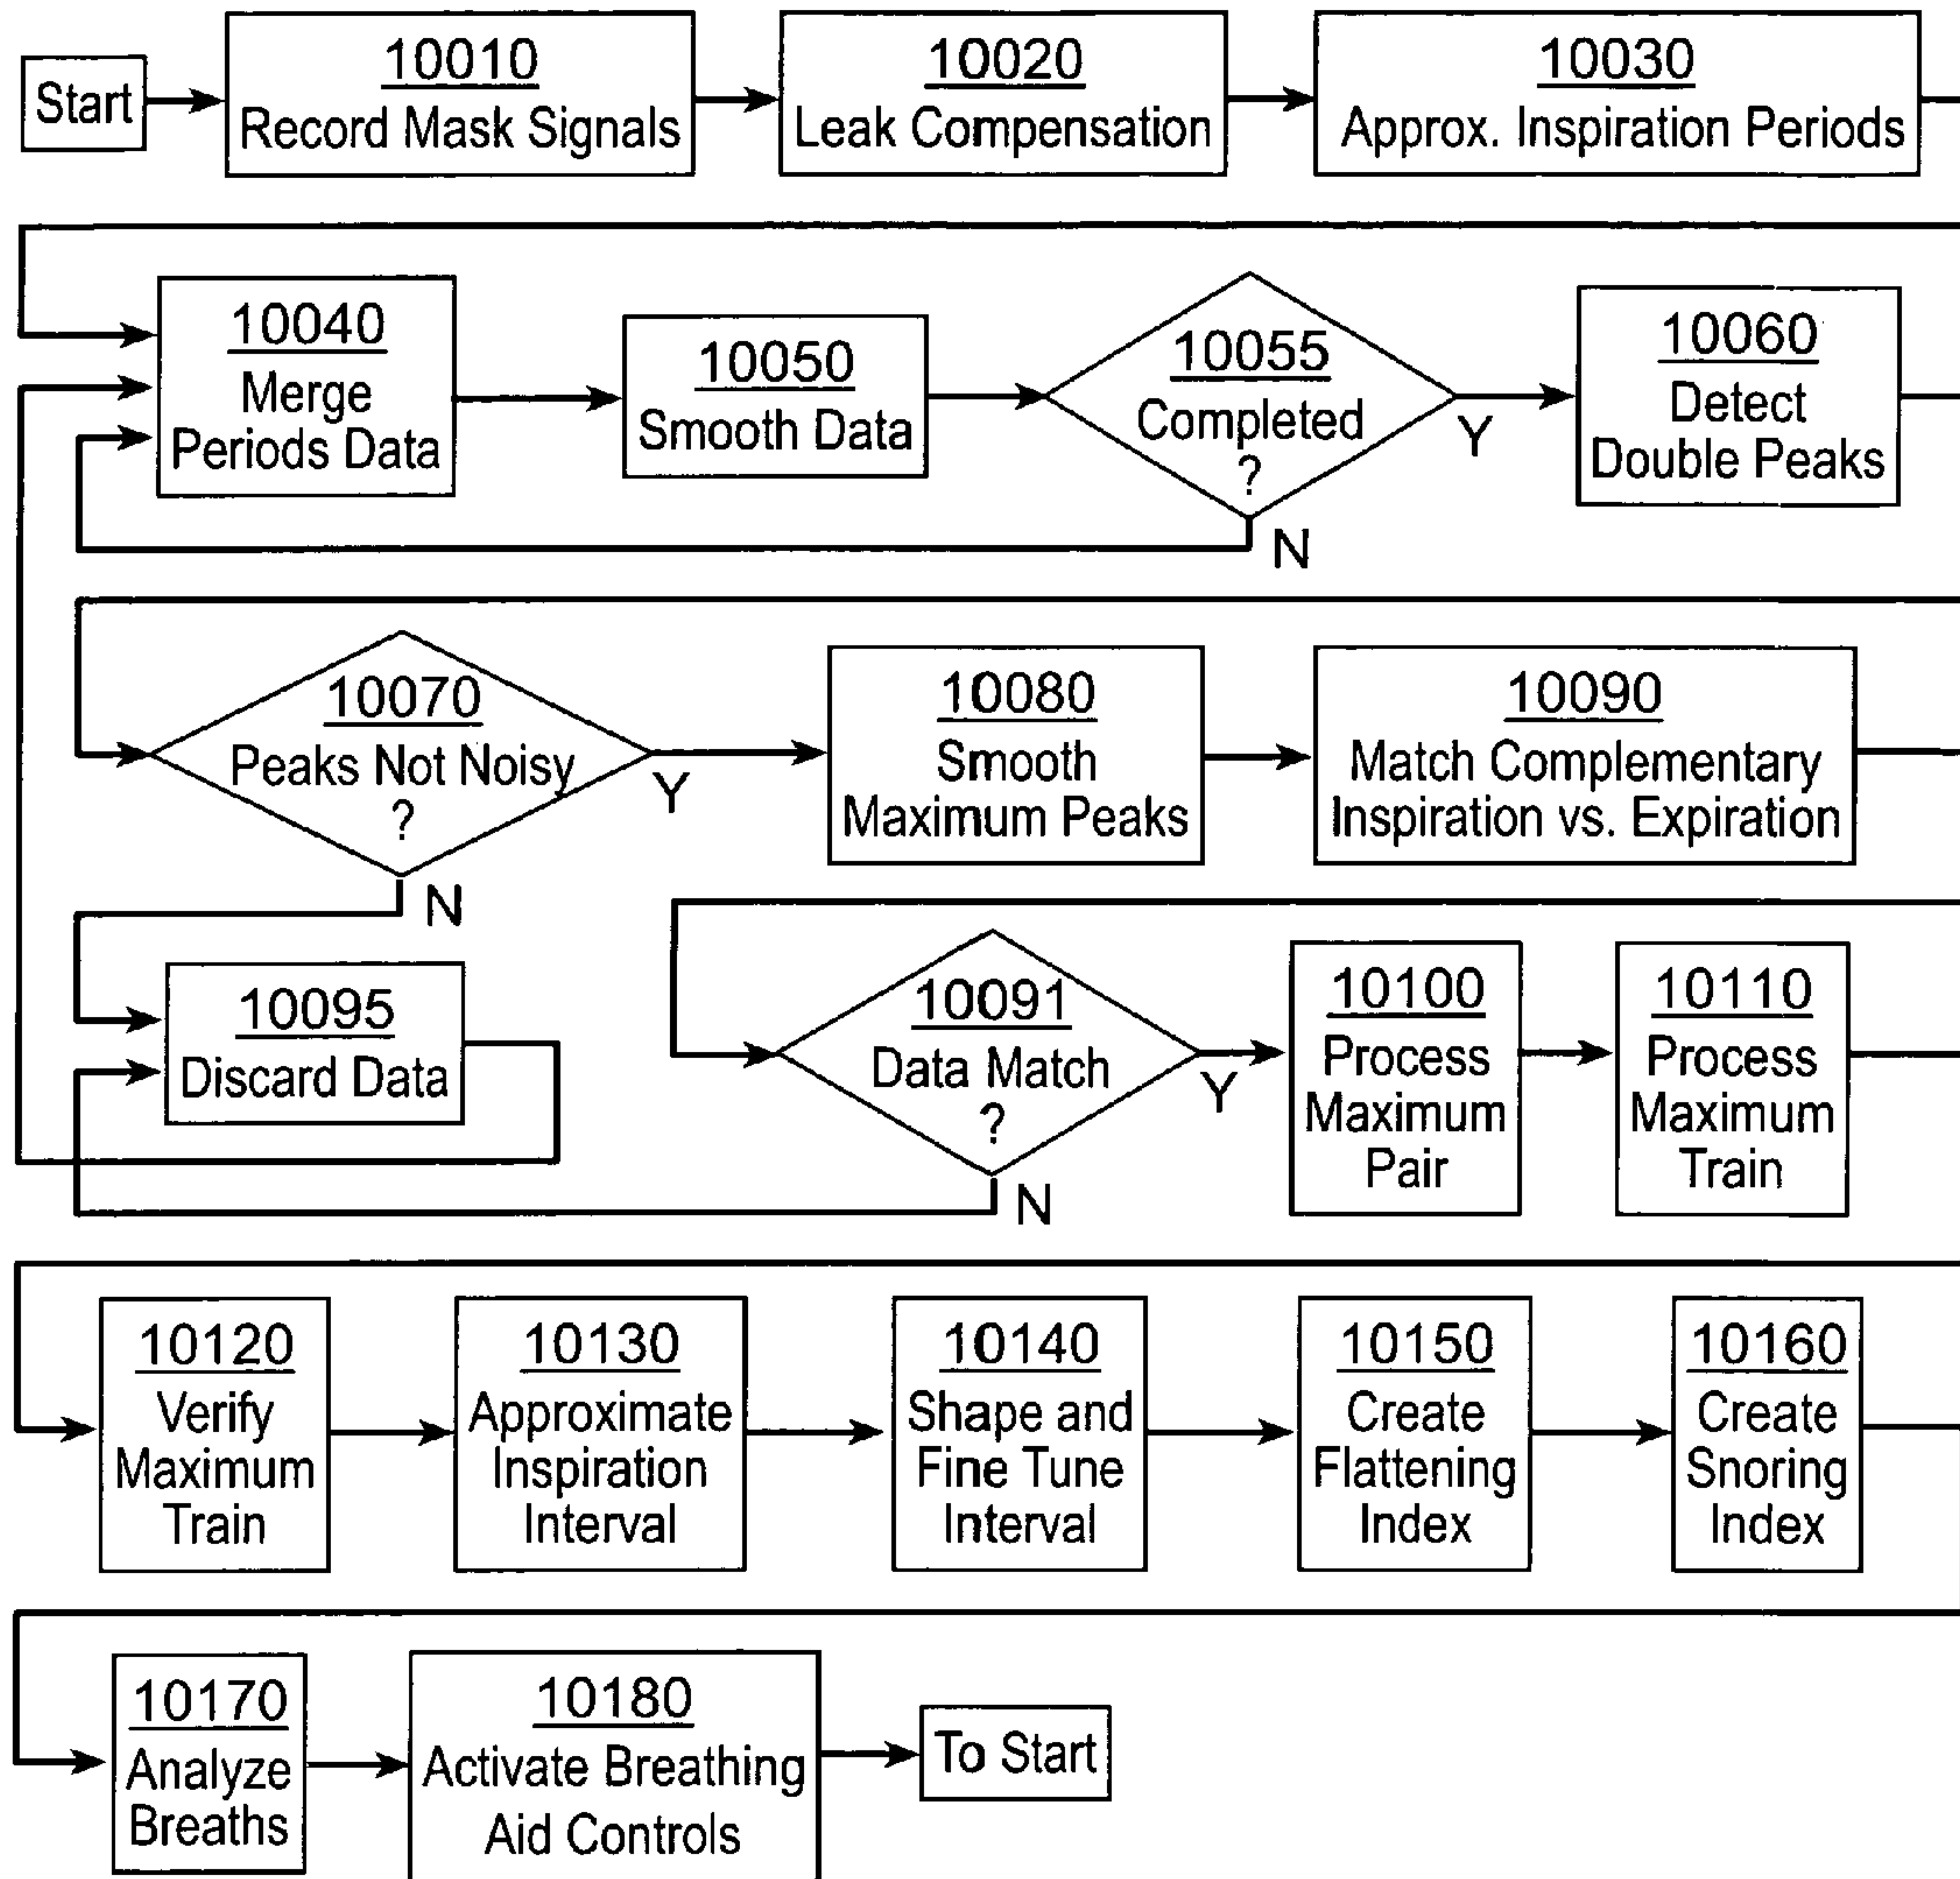 Start
10010
Record Mask Signals
10020
Leak Compensation
10030
Approx. Inspiration Periods
10040
Merge
Periods Data
10050
Smooth Data
10055
Completed
?
Y
N
10060
Detect
Double Peaks
10070
Peaks Not Noisy
?
Y
N
10080
Smooth
Maximum Peaks
10090
Match Complementary
Inspiration vs. Expiration
10095
Discard Data
10091
Data Match
?
Y
N
10100
Process
Maximum
Pair
10110
Process
Maximum
Train
10120
Verify
Maximum
Train
10130
Approximate
Inspiration
Interval
10140
Shape and
Fine Tune
Interval
10150
Create
Flattening
Index
10160
Create
Snoring
Index
10170
Analyze
Breaths
10180
Activate Breathing
Aid Controls
To Start